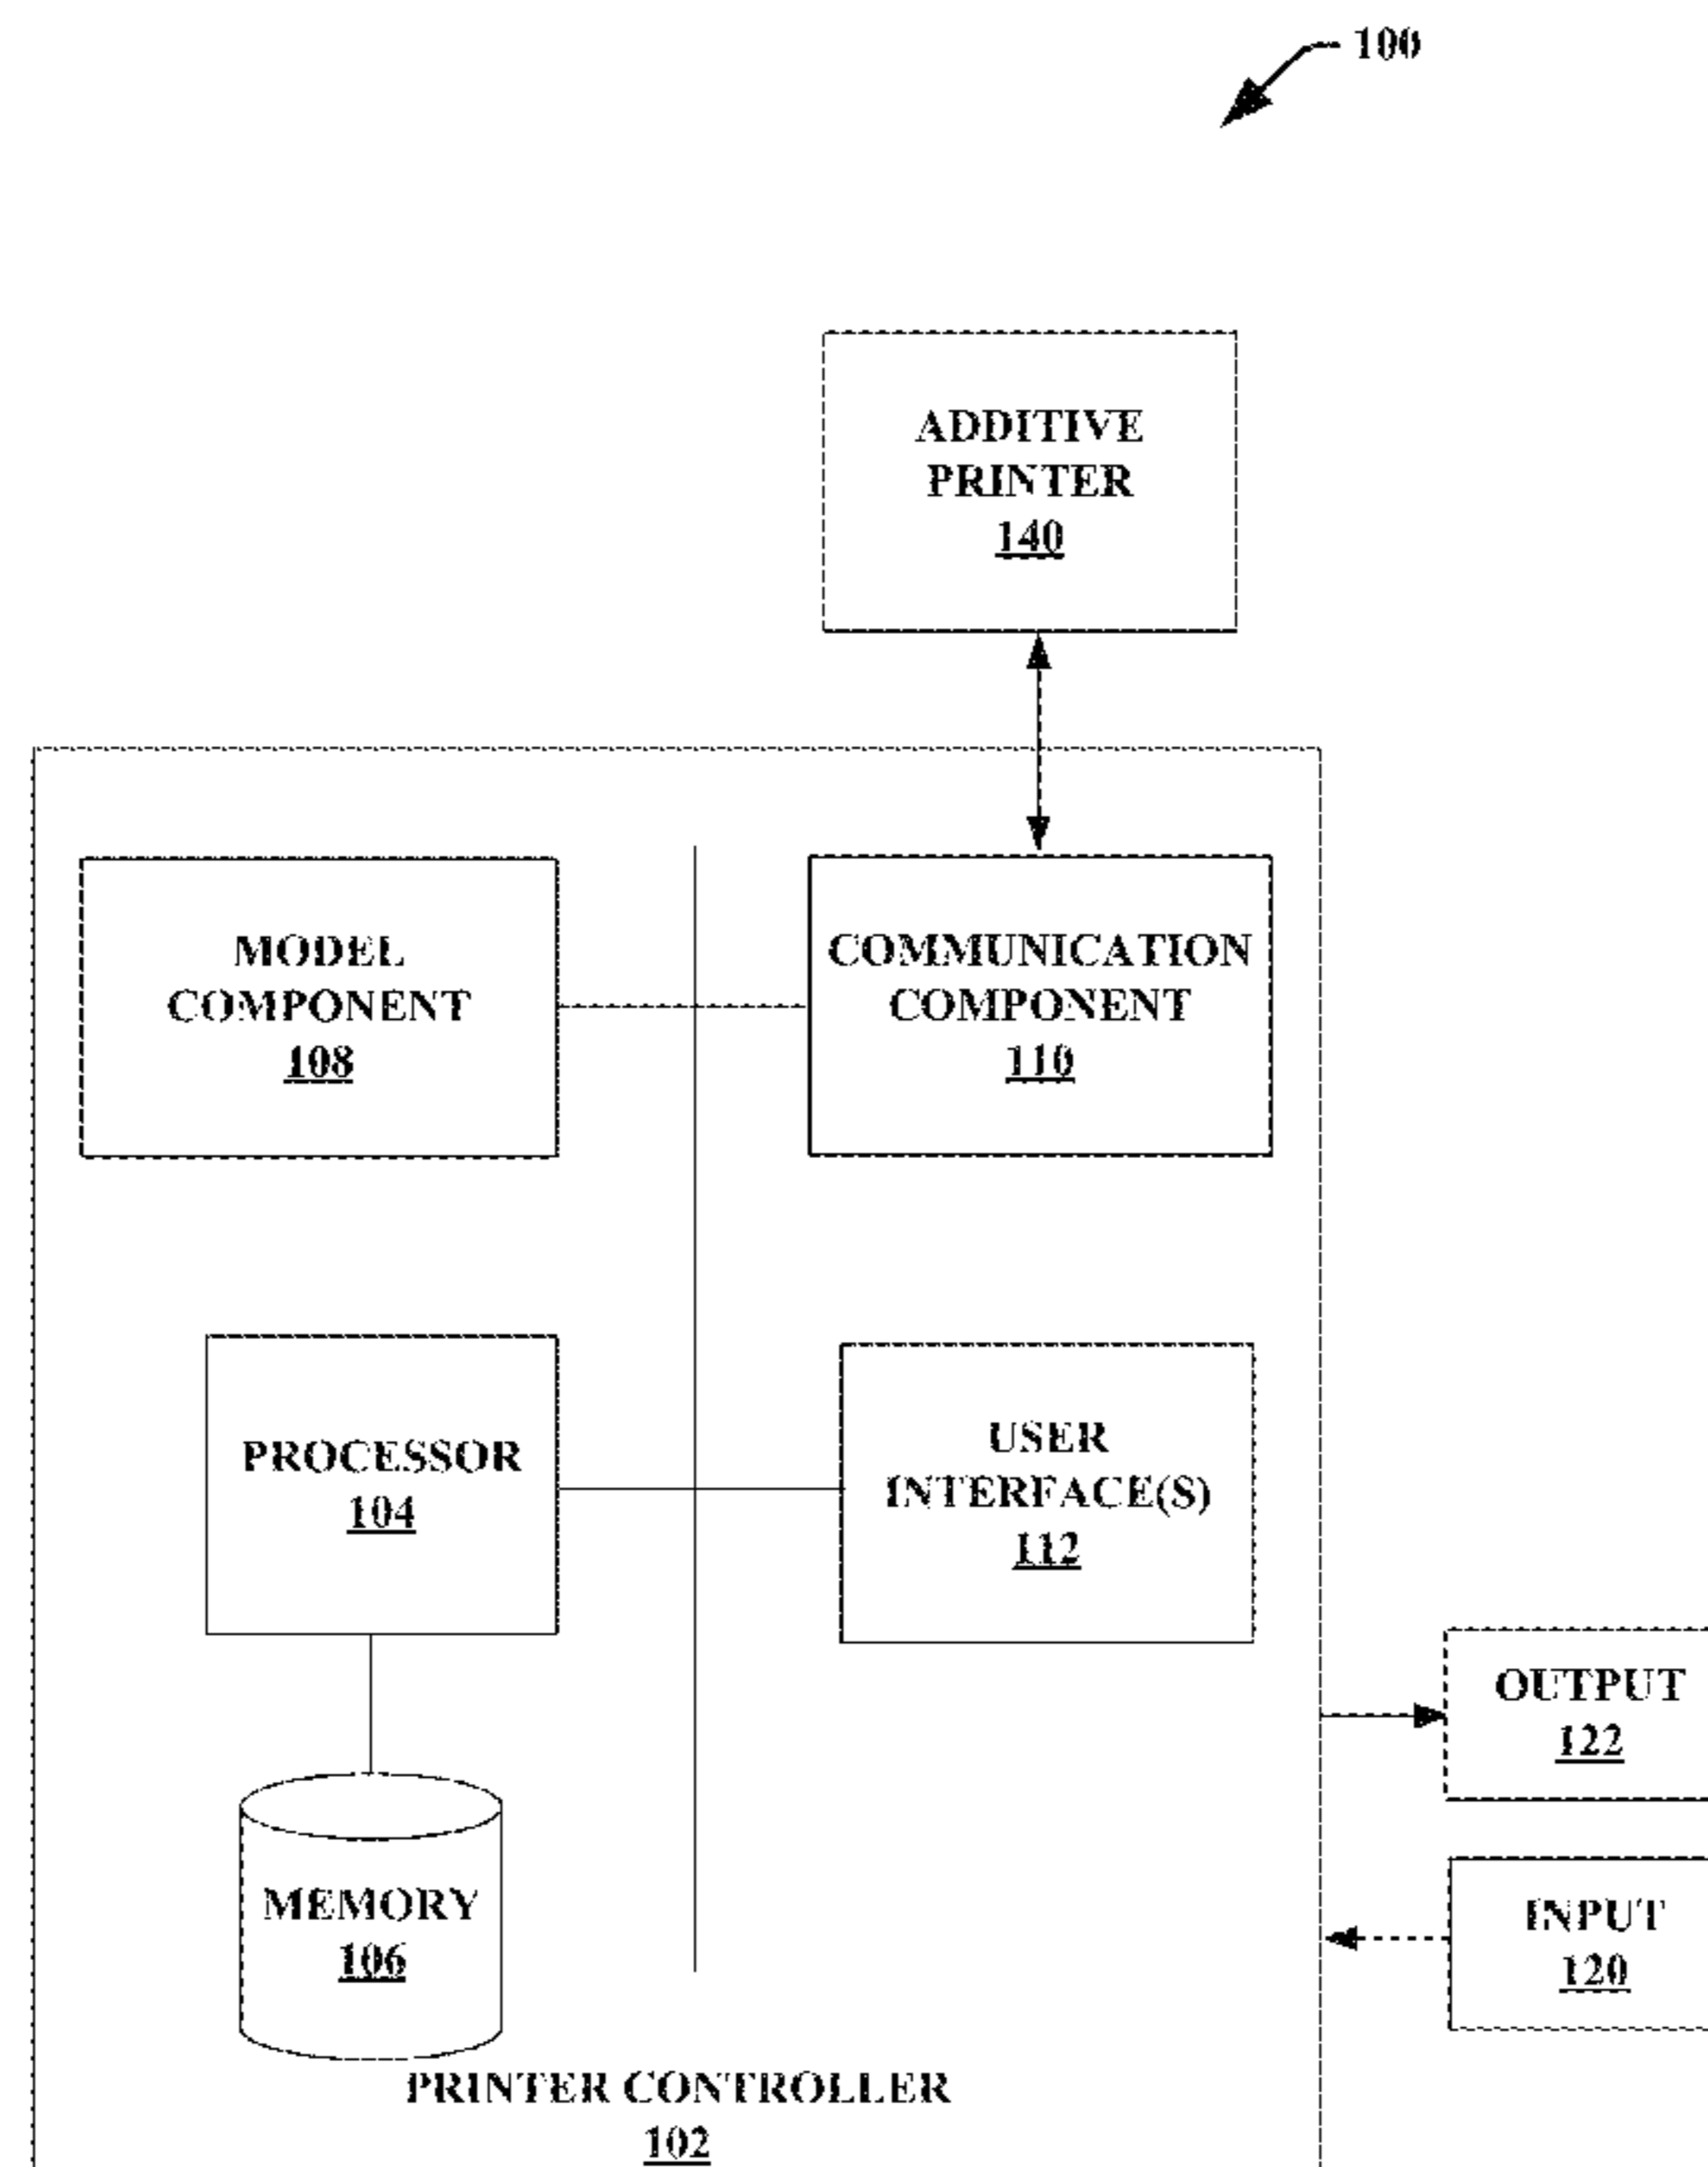 100
ADDITIVE
PRINTER
140
MODEL
COMPONENT
108
COMMUNICATION
COMPONENT
110
PROCESSOR
104
USER
INTERFACE(S)
112
OUTPUT
122
MEMORY
106
INPUT
120
PRINTER CONTROLLER
102